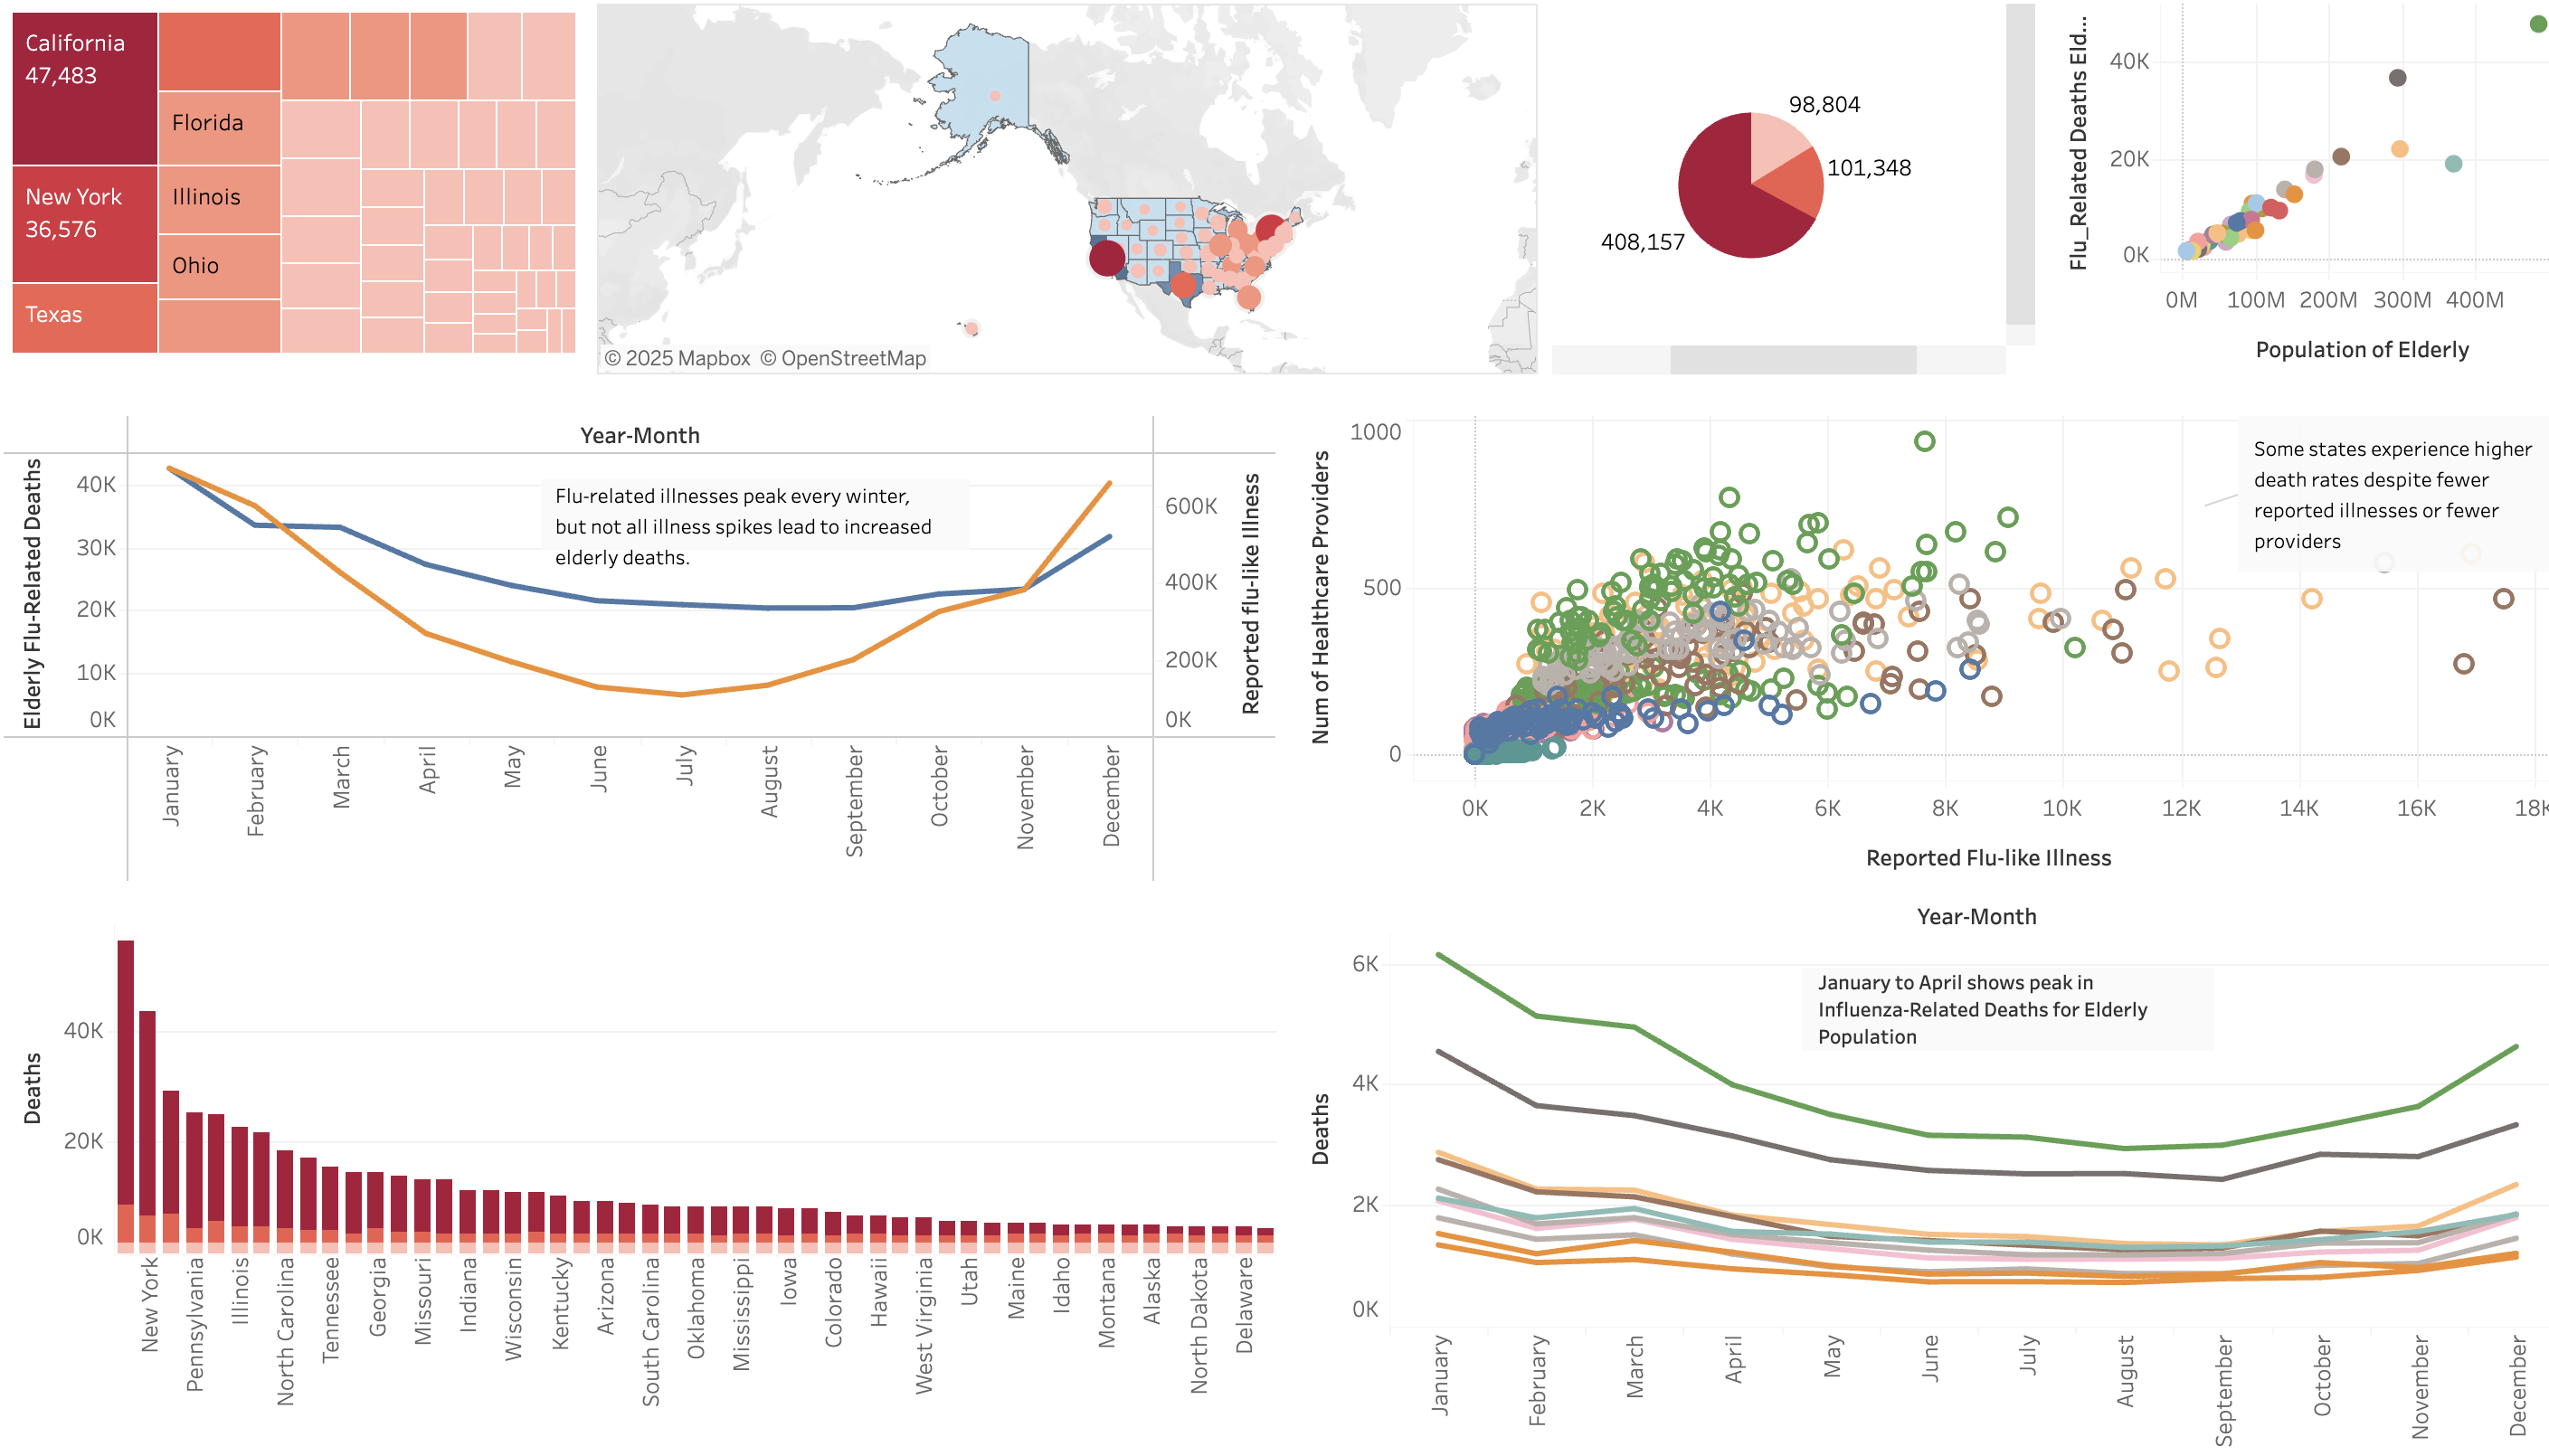 California
47,483
New York
36,576
Texas
Florida
Illinois
Ohio
© 2025 Mapbox © OpenStreetMap
98,804
101,348
408,157
Flu_Related Deaths Eld...
40K
20K
0K
0M 100M 200M 300M 400M
Population of Elderly
Year-Month
Elderly Flu-Related Deaths
40K
30K
20K
10K
0K
Flu-related illnesses peak every winter,
but not all illness spikes lead to increased
elderly deaths.
600K
400K
200K
0K
Reported flu-like Illness
January
February
March
April
May
June
July
August
September
October
November
December
Num of Healthcare Providers
1000
500
0
Some states experience higher
death rates despite fewer
reported illnesses or fewer
providers
0K 2K 4K 6K 8K 10K 12K 14K 16K 18K
Reported Flu-like Illness
Deaths
40K
20K
0K
New York
Pennsylvania
Illinois
North Carolina
Tennessee
Georgia
Missouri
Indiana
Wisconsin
Kentucky
Arizona
South Carolina
Oklahoma
Mississippi
Iowa
Colorado
Hawaii
West Virginia
Utah
Maine
Idaho
Montana
Alaska
North Dakota
Delaware
Year-Month
Deaths
6K
4K
2K
0K
January to April shows peak in
Influenza-Related Deaths for Elderly
Population
January
February
March
April
May
June
July
August
September
October
November
December